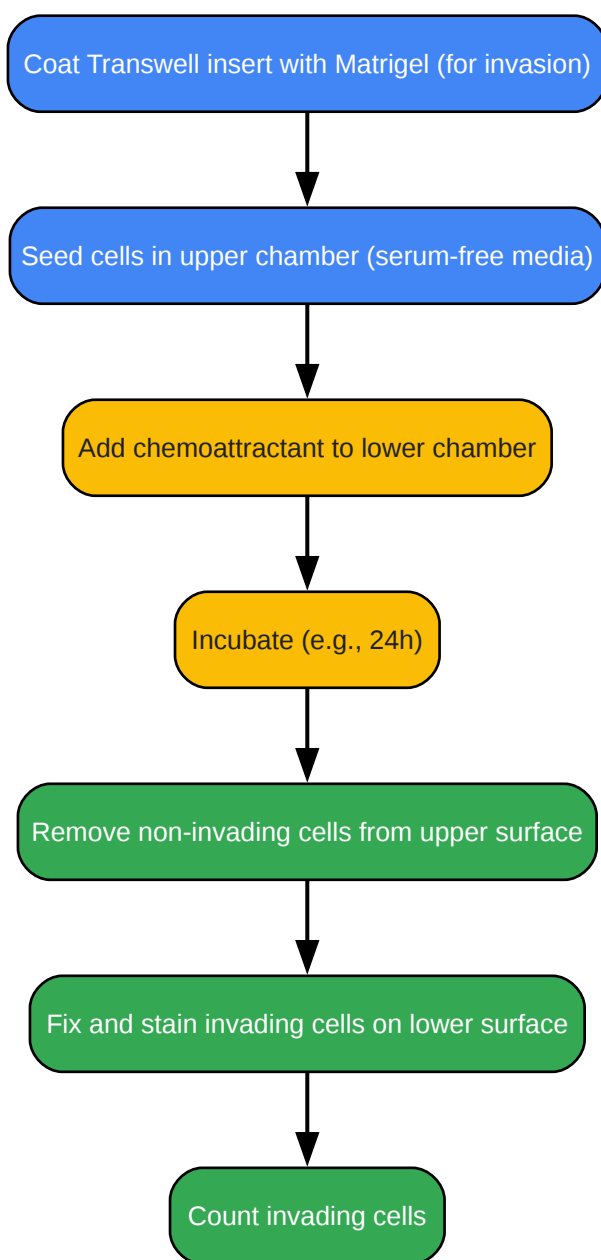 Coat Transwell insert with Matrigel (for invasion)
Seed cells in upper chamber (serum-free media)
Add chemoattractant to lower chamber
Incubate (e.g., 24h)
Remove non-invading cells from upper surface
Fix and stain invading cells on lower surface
Count invading cells